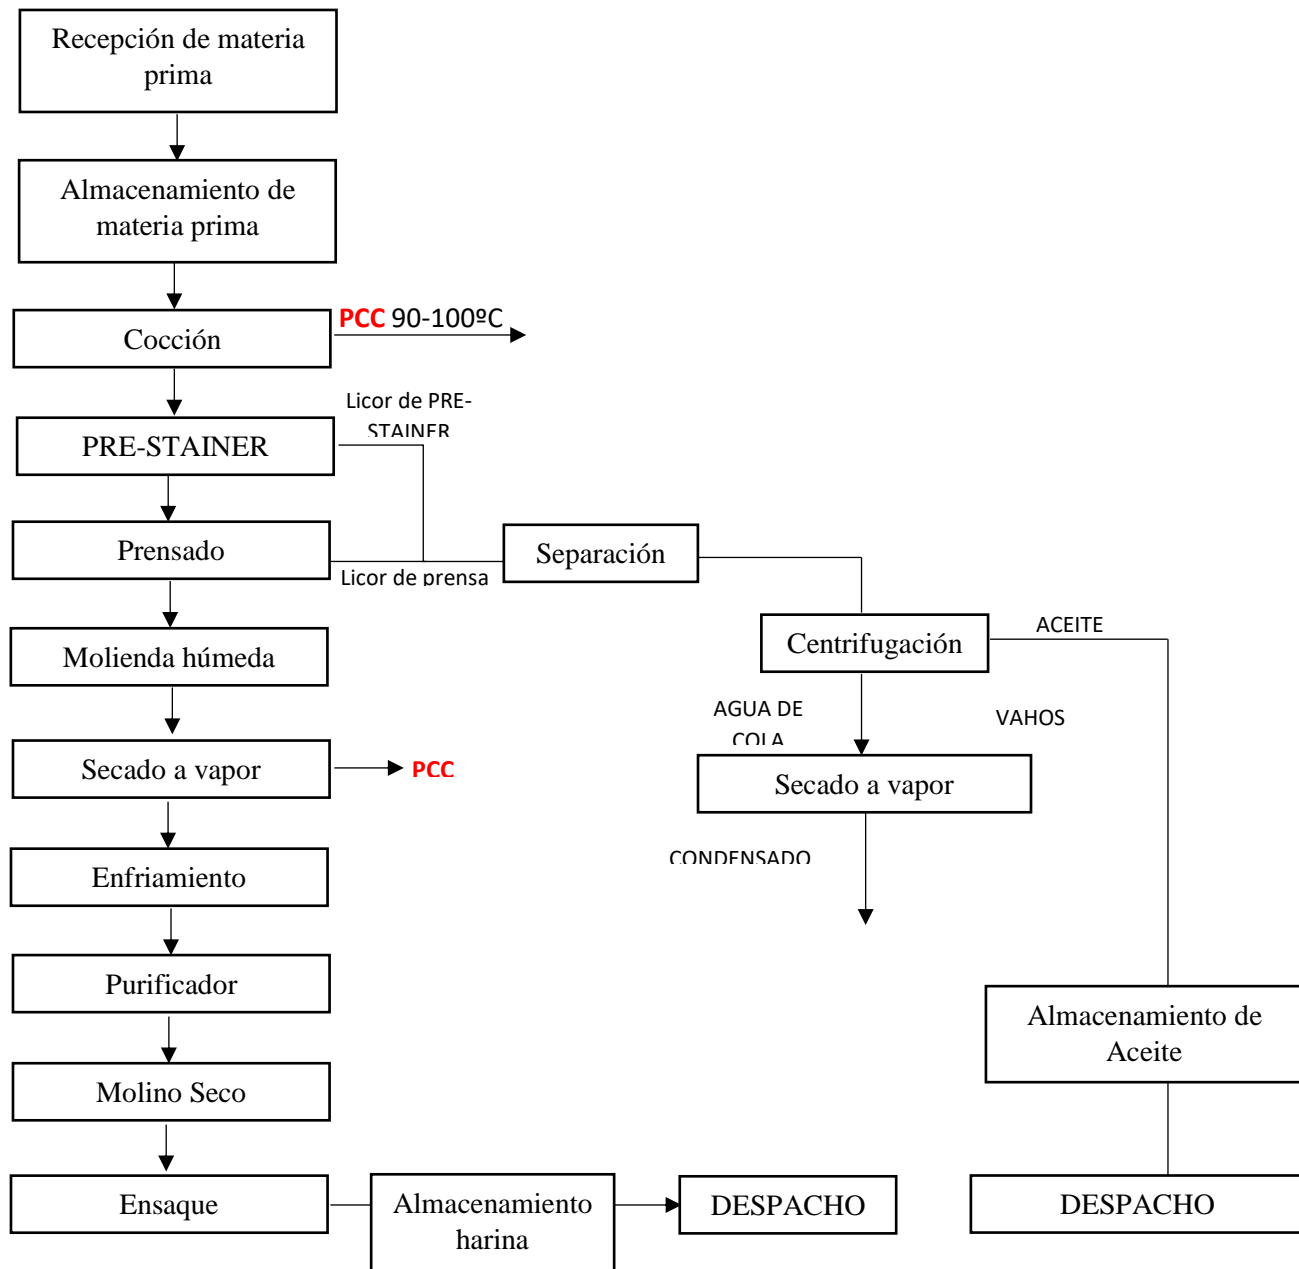 Recepción de materia
prima
Almacenamiento de
materia prima
Cocción
PCC 90-100ºC
Licor de PRE-
STAINER
PRE-STAINER
Prensado
Licor de prensa
Separación
Molienda húmeda
Centrifugación
ACEITE
AGUA DE
COLA
VAHOS
Secado a vapor
PCC
Secado a vapor
Enfriamiento
CONDENSADO
Purificador
Almacenamiento de
Aceite
Molino Seco
Ensaque
Almacenamiento
harina
DESPACHO
DESPACHO